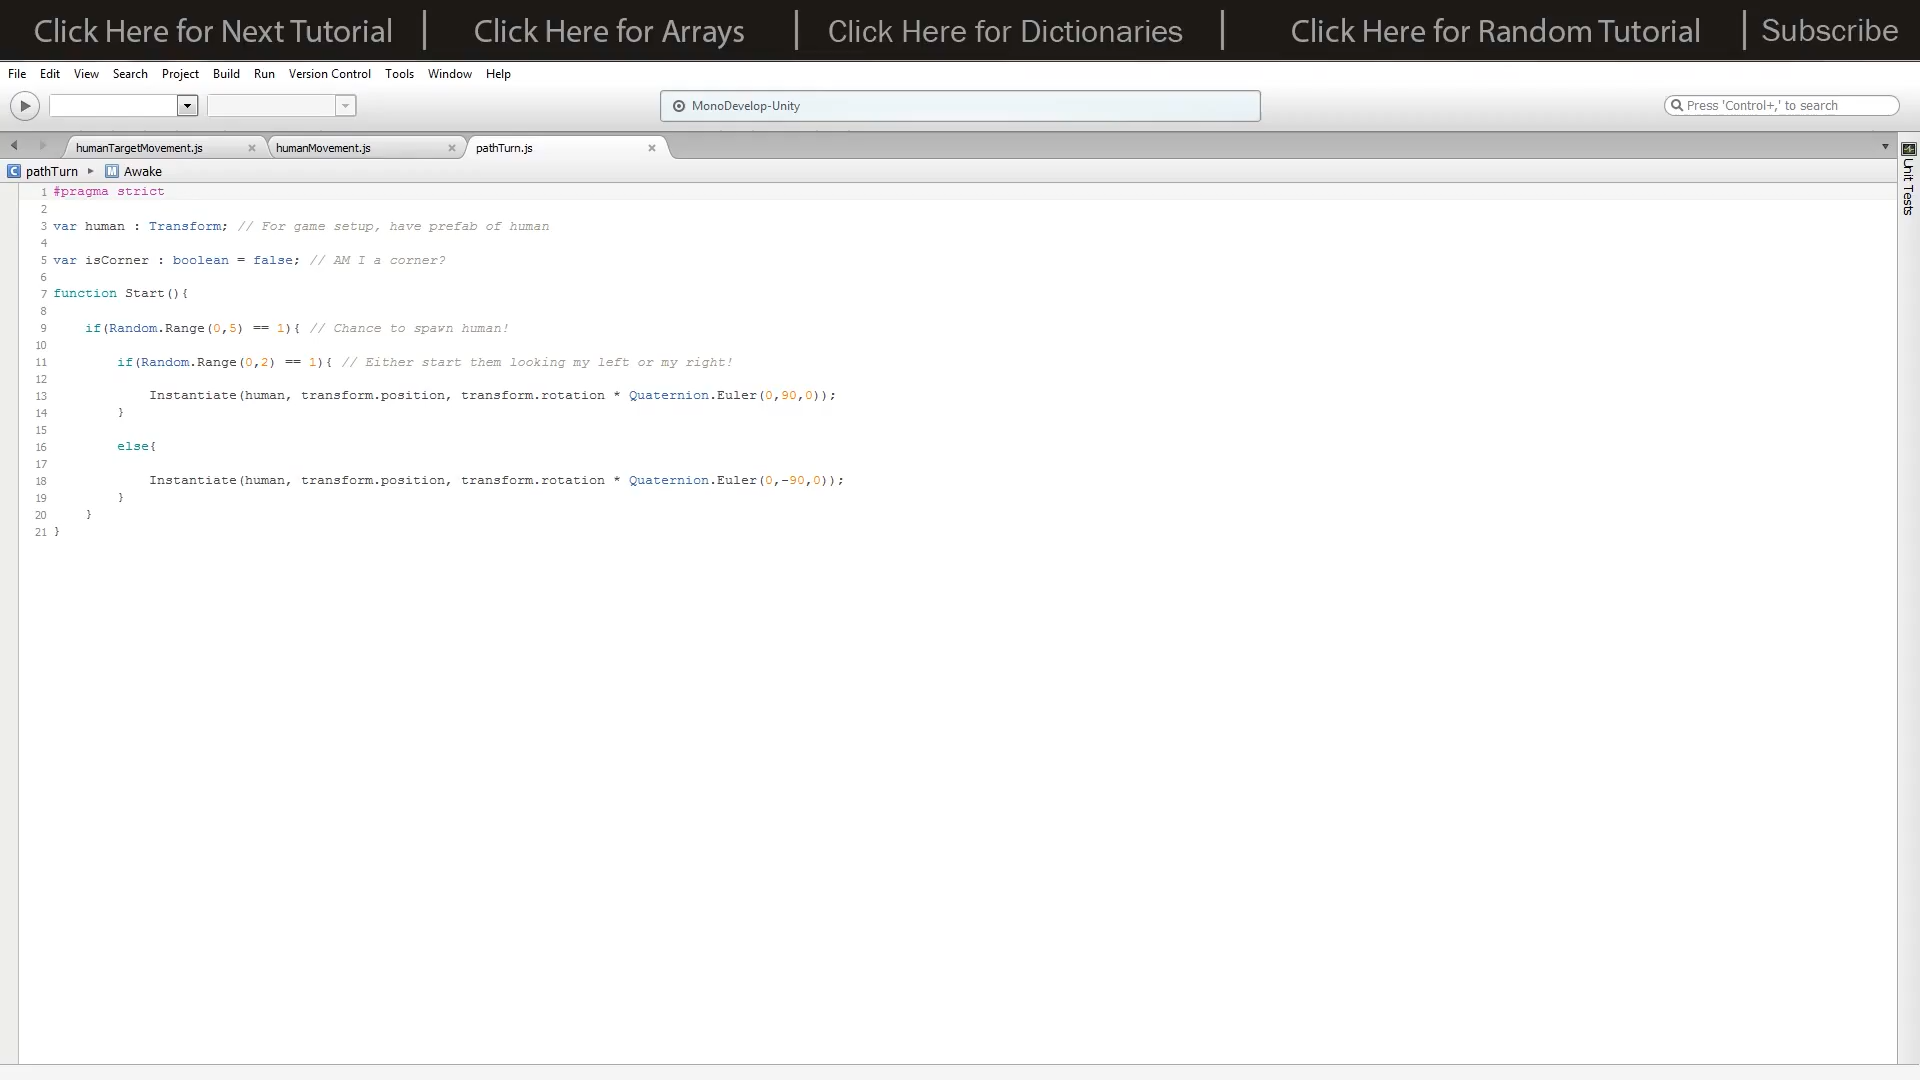 Click Here for Next Tutorial | Click Here for Arrays | Click Here for Dictionaries | Click Here for Random Tutorial | Subscribe
File Edit View Search Project Build Run Version Control Tools Window Help
MonoDevelop-Unity
Press 'Control+,' to search
humanTargetMovement.js humanMovement.js pathTurn.js
pathTurn Awake
Unit Tests
1 #pragma strict
2
3 var human : Transform; // For game setup, have prefab of human
4
5 var isCorner : boolean = false; // AM I a corner?
6
7 function Start(){
8
9 if(Random.Range(0,5) == 1){ // Chance to spawn human!
10
11 if(Random.Range(0,2) == 1){ // Either start them looking my left or my right!
12
13 Instantiate(human, transform.position, transform.rotation * Quaternion.Euler(0,90,0));
14 }
15
16 else{
17
18 Instantiate(human, transform.position, transform.rotation * Quaternion.Euler(0,-90,0));
19 }
20 }
21 }